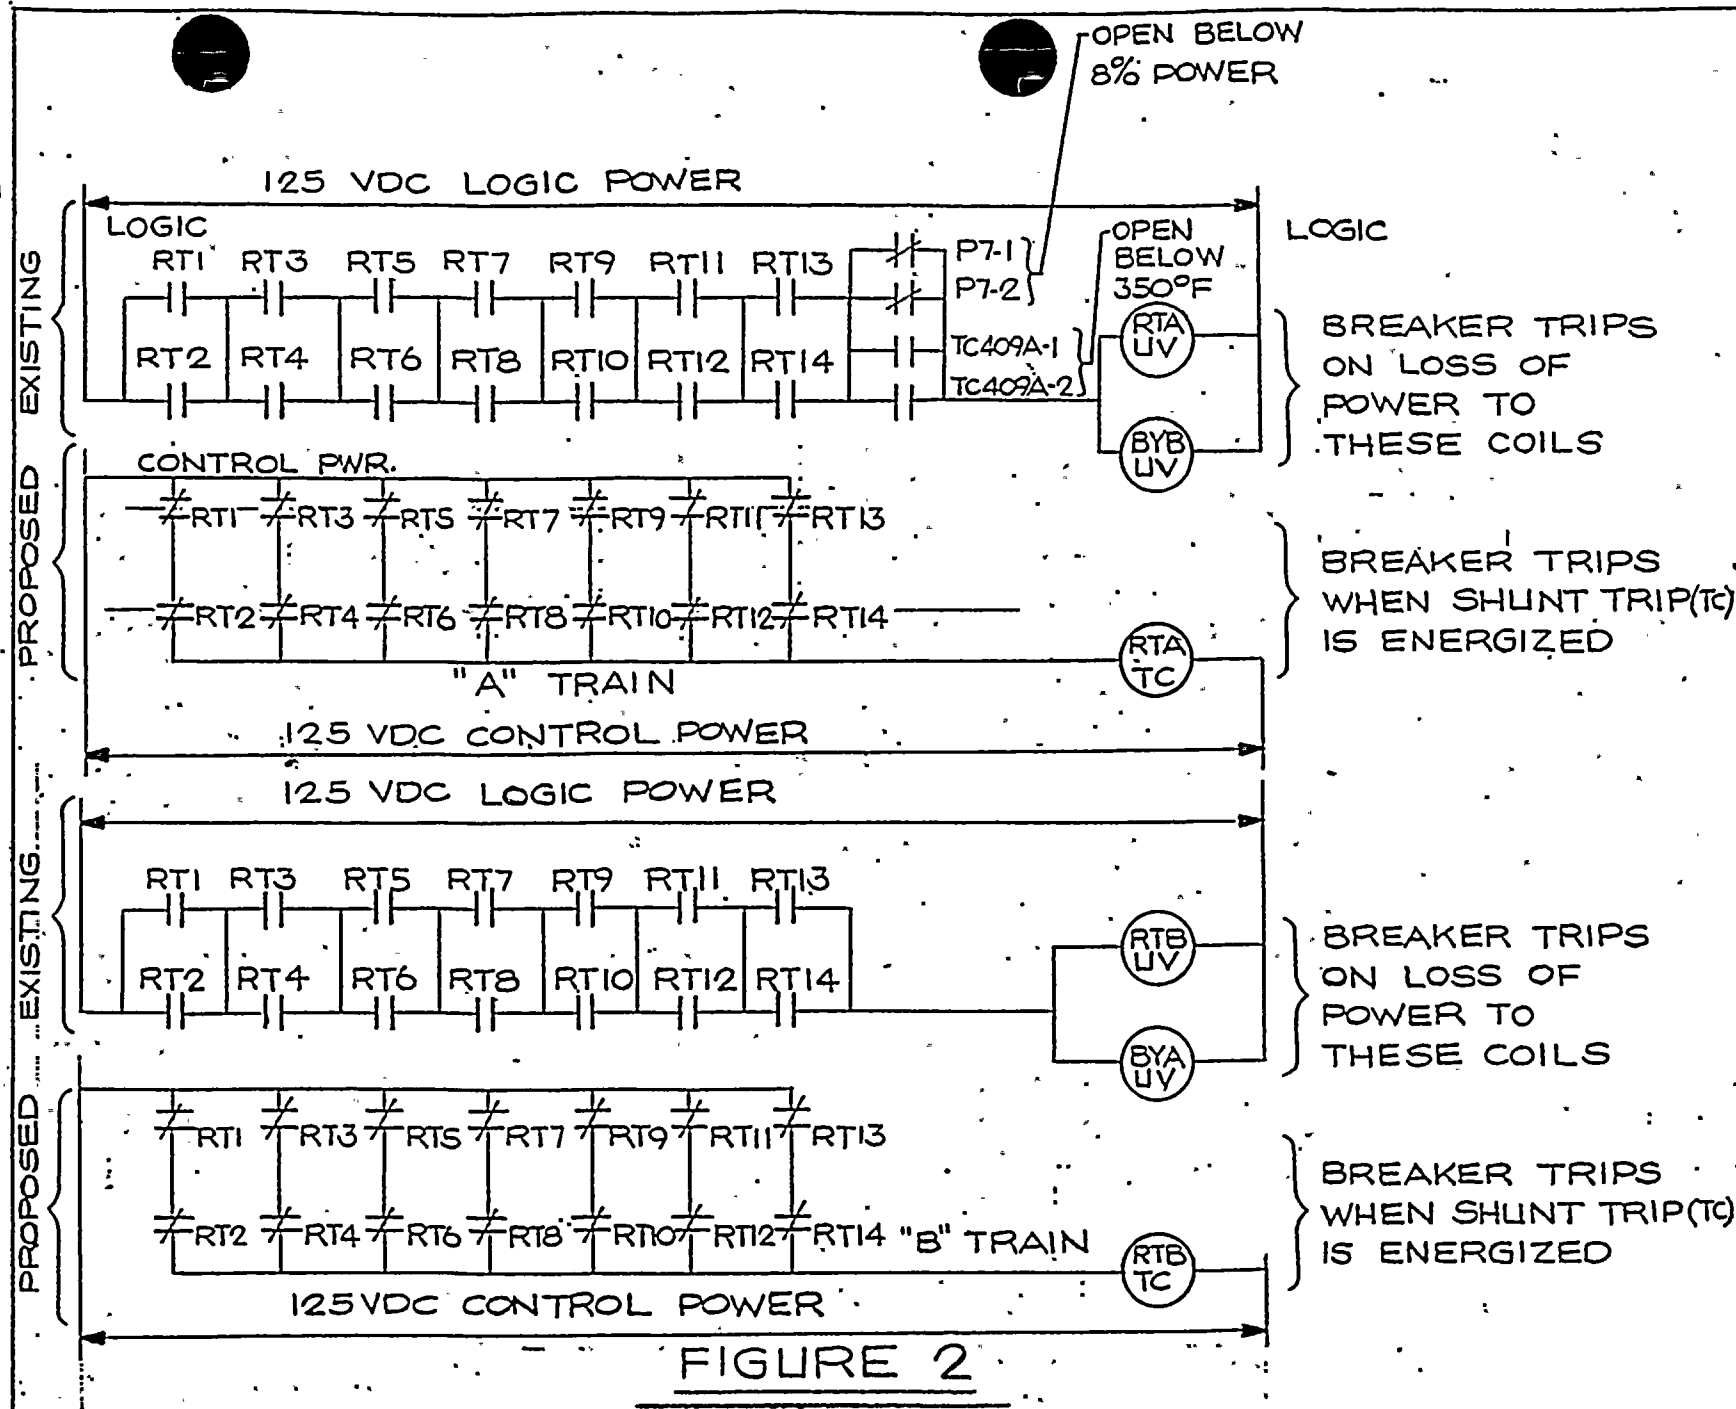 OPEN BELOW
8% POWER
125 VDC LOGIC POWER
EXISTING
LOGIC
LOGIC
RT1 RT3 RT5 RT7 RT9 RT11 RT13
P7-1
P7-2
OPEN
BELOW
350°F
RT2 RT4 RT6 RT8 RT10 RT12 RT14
TC409A-1
TC409A-2
RTA
UV
BYB
UV
BREAKER TRIPS
ON LOSS OF
POWER TO
THESE COILS
PROPOSED
CONTROL PWR.
RT1 RT3 RT5 RT7 RT9 RT11 RT13
RT2 RT4 RT6 RT8 RT10 RT12 RT14
RTA
TC
"A" TRAIN
BREAKER TRIPS
WHEN SHUNT TRIP(TC)
IS ENERGIZED
125 VDC CONTROL POWER
125 VDC LOGIC POWER
EXISTING
RT1 RT3 RT5 RT7 RT9 RT11 RT13
RT2 RT4 RT6 RT8 RT10 RT12 RT14
RTB
UV
BYA
UV
BREAKER TRIPS
ON LOSS OF
POWER TO
THESE COILS
PROPOSED
RT1 RT3 RT5 RT7 RT9 RT11 RT13
RT2 RT4 RT6 RT8 RT10 RT12 RT14 "B" TRAIN
RTB
TC
BREAKER TRIPS
WHEN SHUNT TRIP(TC)
IS ENERGIZED
125VDC CONTROL POWER
FIGURE 2